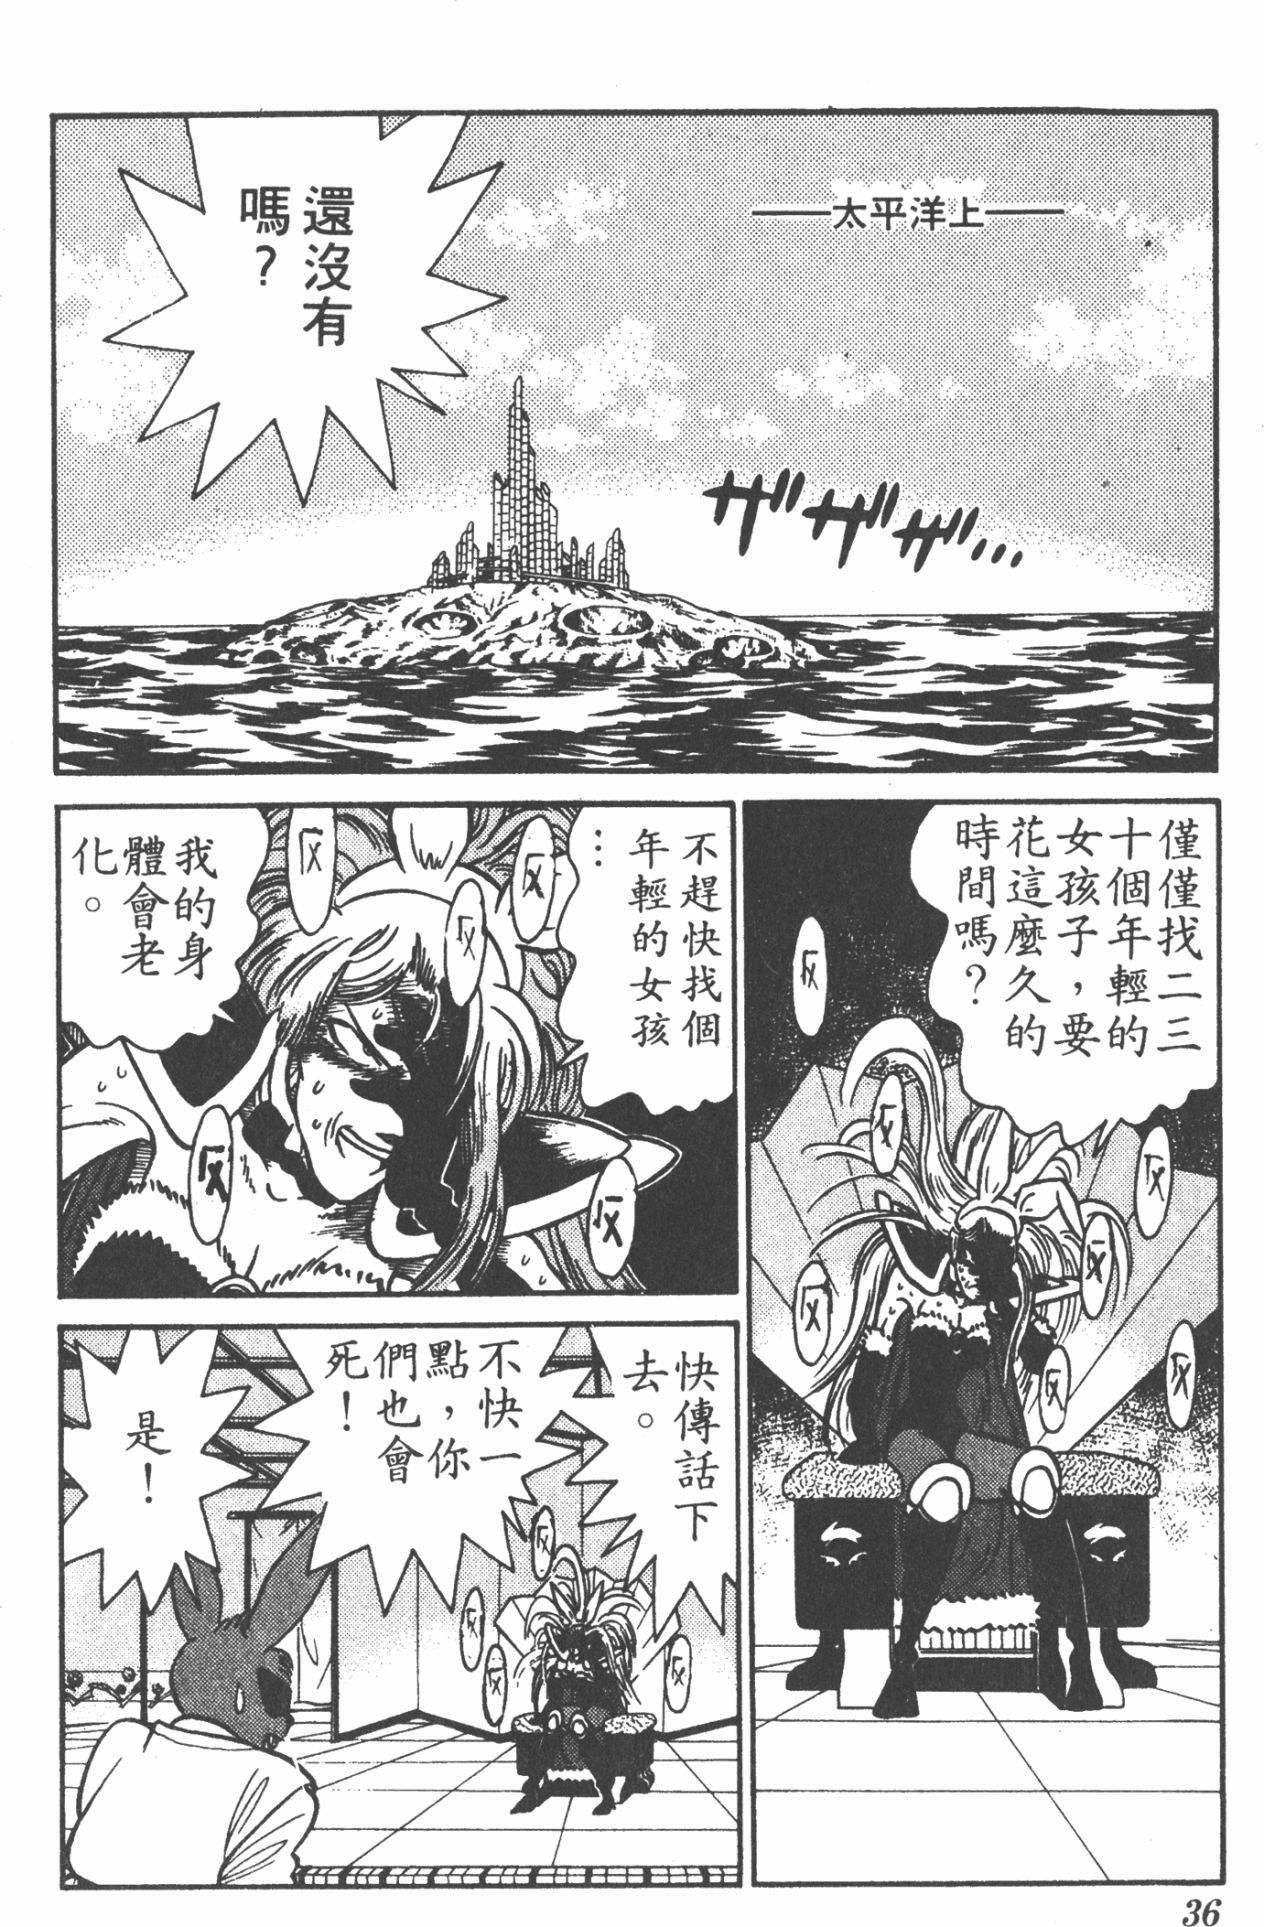 ——太平洋上——
還沒有
嗎？
ザザザ…
僅僅找二三
十個年輕的
女孩子，要
花這麼久的
時間嗎？
不趕快找個
年輕的女孩
…
我的身
體會老
化。
快傳話下
去。
不快一
點，你
們也會
死！
是！
36